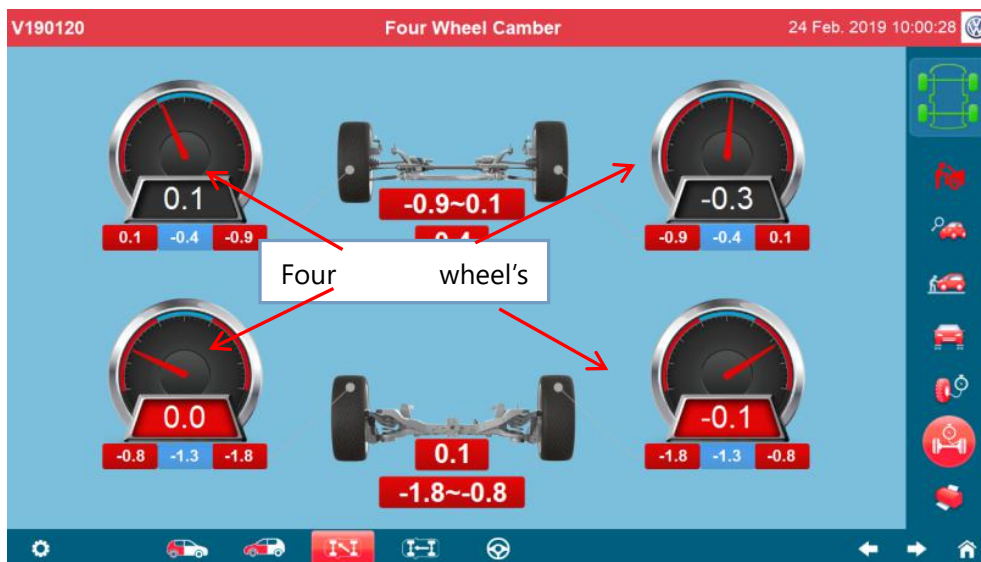 V190120 Four Wheel Camber 24 Feb. 2019 10:00:28
0.1 -0.9~0.1 -0.3
0.1 -0.4 -0.9 -0.9 -0.4 0.1
Four wheel's
0.0 -0.1
-0.8 -1.3 -1.8 0.1 -1.8 -1.3 -0.8
-1.8~-0.8